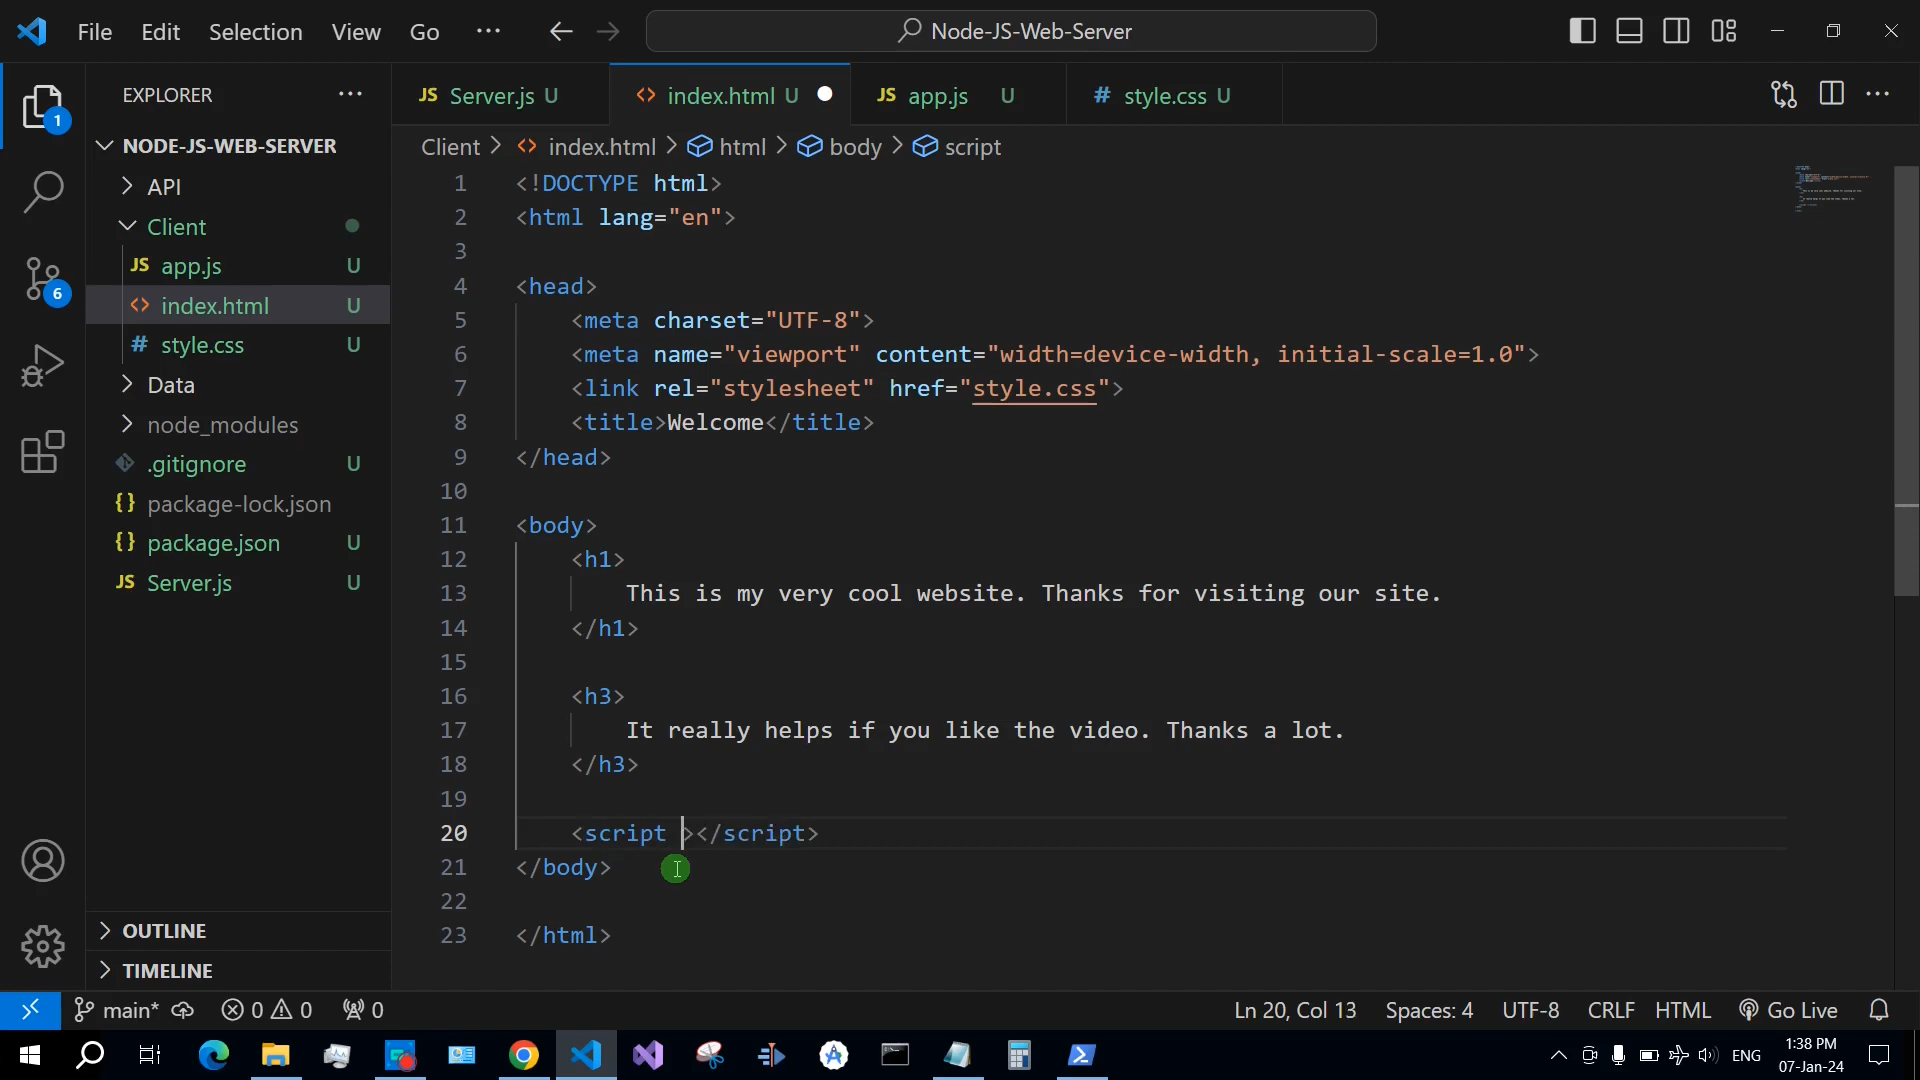 File Edit Selection View Go ··· Node-JS-Web-Server
EXPLORER ···
JS Server.js U <> index.html U JS app.js U # style.css U ···
NODE-JS-WEB-SERVER
Client > <> index.html > html > body > script
API
Client
JS app.js U
<> index.html U
# style.css U
Data
node_modules
.gitignore U
{} package-lock.json
{} package.json U
JS Server.js U
OUTLINE
TIMELINE
1
6
1 <!DOCTYPE html>
2 <html lang="en">
3
4 <head>
5 <meta charset="UTF-8">
6 <meta name="viewport" content="width=device-width, initial-scale=1.0">
7 <link rel="stylesheet" href="style.css">
8 <title>Welcome</title>
9 </head>
10
11 <body>
12 <h1>
13 This is my very cool website. Thanks for visiting our site.
14 </h1>
15
16 <h3>
17 It really helps if you like the video. Thanks a lot.
18 </h3>
19
20 <script ></script>
21 </body>
22
23 </html>
main* 0 0 0 Ln 20, Col 13 Spaces: 4 UTF-8 CRLF HTML Go Live
ENG 1:38 PM
07-Jan-24